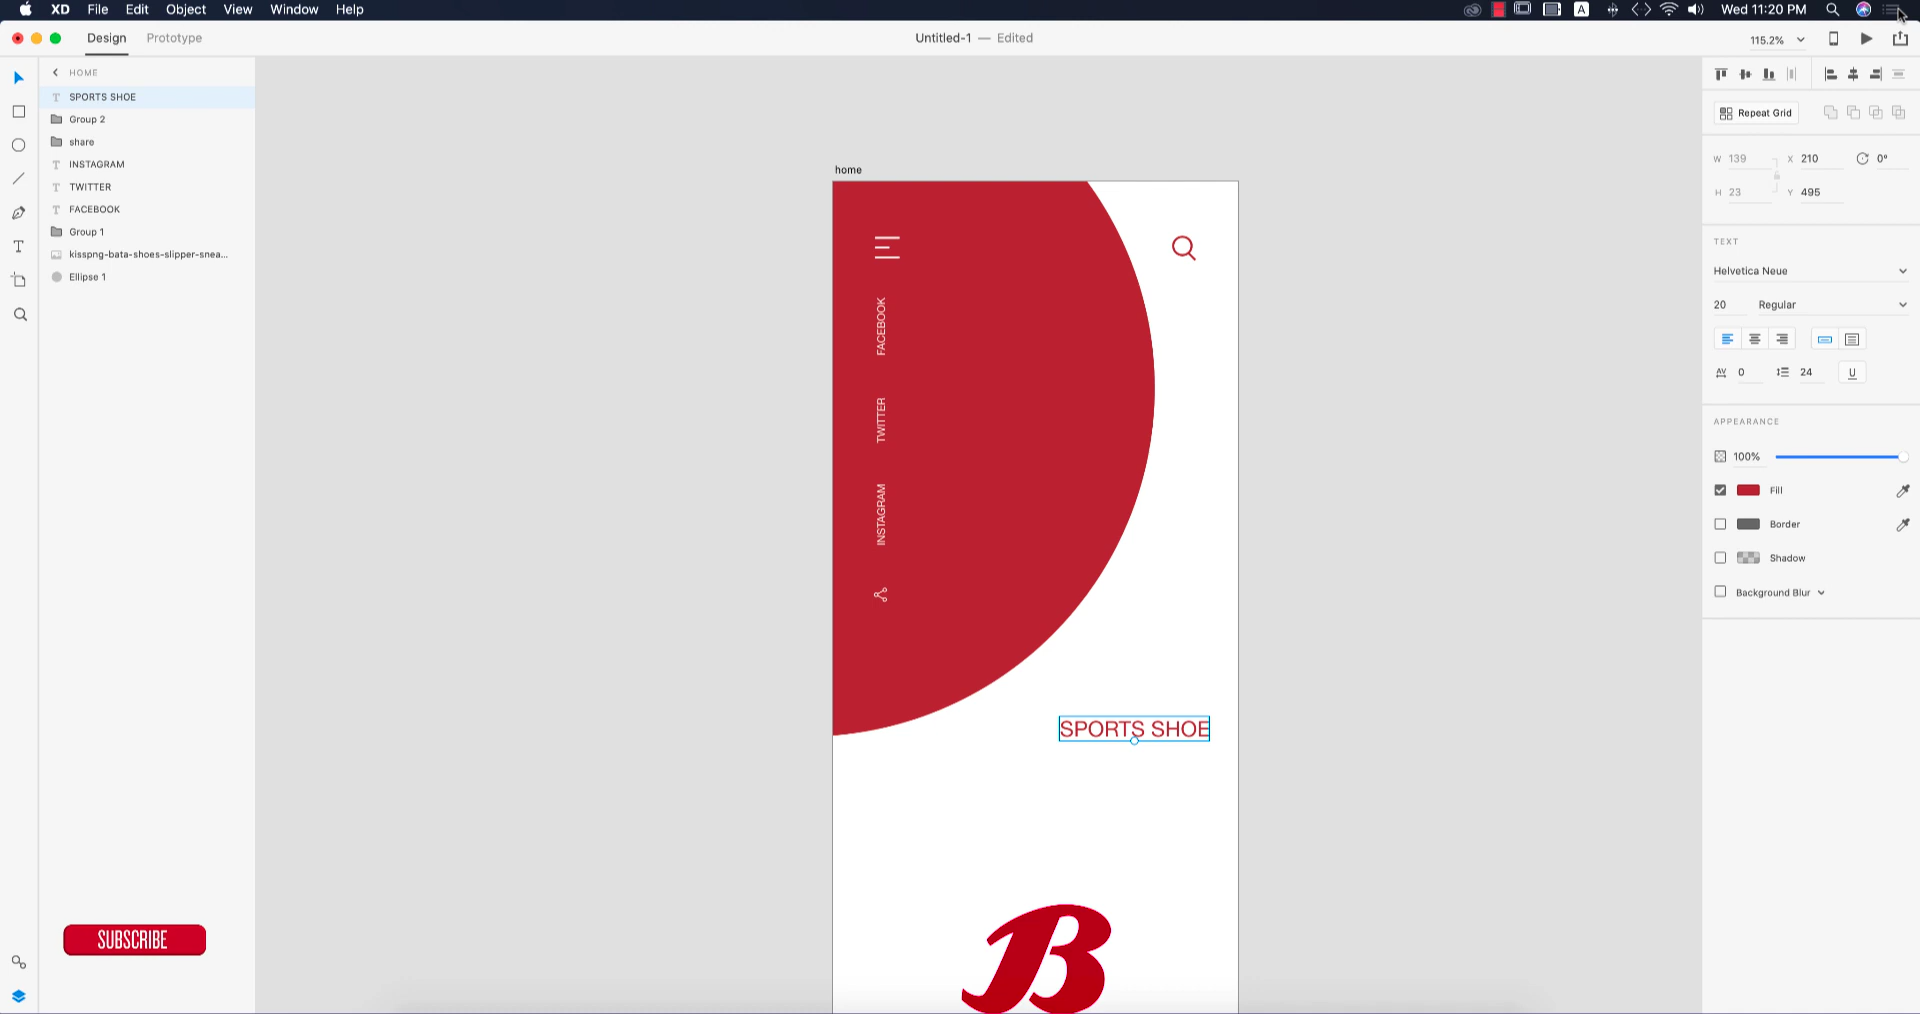 XD File Edit Object View Window Help
A Wed 11:20 PM
Design Prototype
Untitled-1 — Edited
115.2%
HOME
SPORTS SHOE
Group 2
share
INSTAGRAM
TWITTER
FACEBOOK
Group 1
kisspng-bata-shoes-slipper-snea...
Ellipse 1
SUBSCRIBE
home
FACEBOOK
TWITTER
INSTAGRAM
SPORTS SHOE
B
Repeat Grid
W 139 X 210 0°
H 23 Y 495
TEXT
Helvetica Neue
20 Regular
AV 0 24 U
APPEARANCE
100%
Fill
Border
Shadow
Background Blur